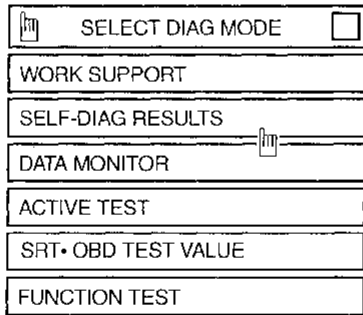 SELECT DIAG MODE
WORK SUPPORT
SELF-DIAG RESULTS
DATA MONITOR
ACTIVE TEST
SRT• OBD TEST VALUE
FUNCTION TEST